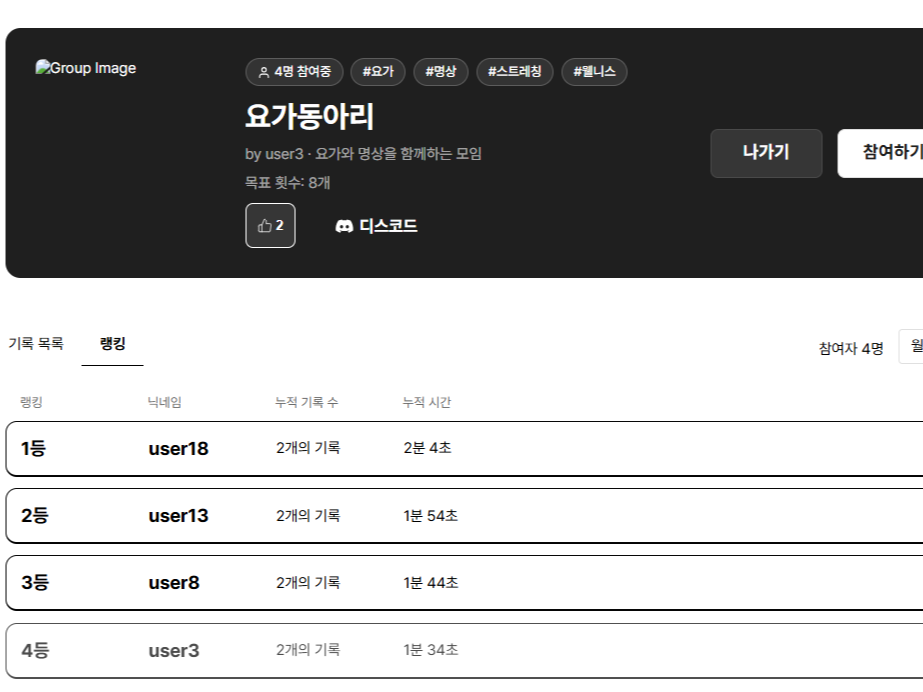 Group Image
4명 참여중 #요가 #명상 #스트레칭 #웰니스
요가동아리
by user3 · 요가와 명상을 함께하는 모임
나가기 참여하기
목표 횟수: 8개
2 디스코드
기록 목록 랭킹 참여자 4명 월
랭킹 닉네임 누적 기록 수 누적 시간
1등 user18 2개의 기록 2분 4초
2등 user13 2개의 기록 1분 54초
3등 user8 2개의 기록 1분 44초
4등 user3 2개의 기록 1분 34초